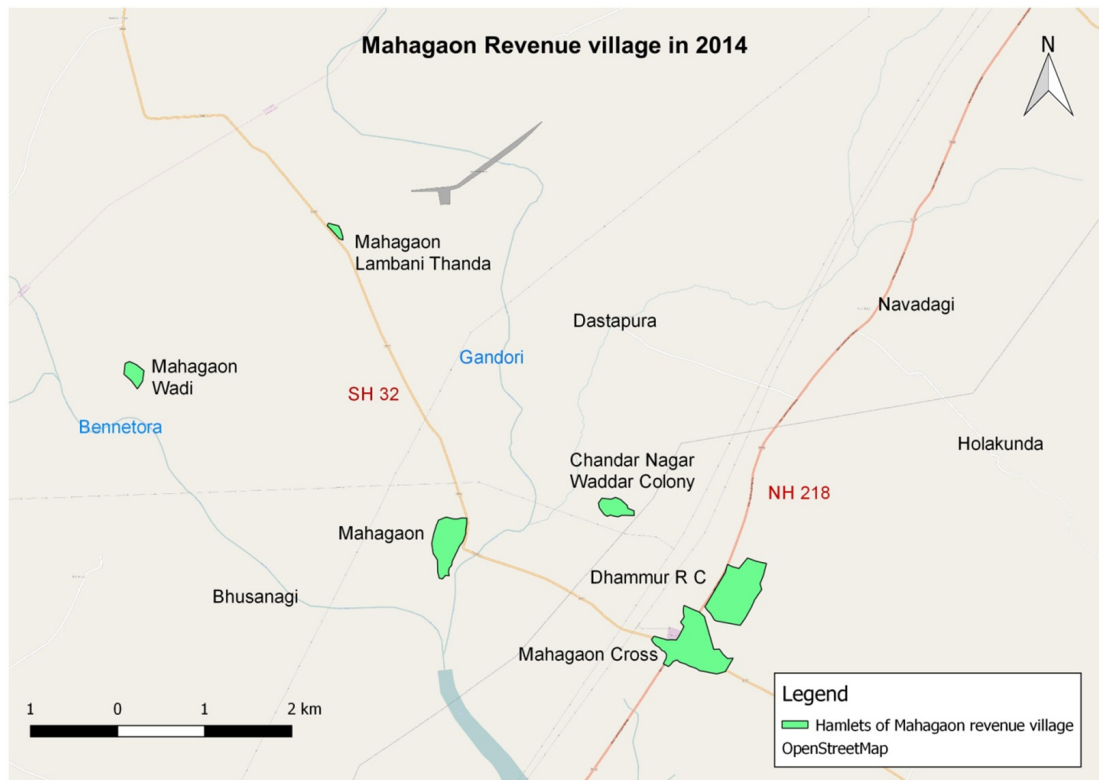 Mahagaon Revenue village in 2014
N
Mahagaon
Lambani Thanda
Navadagi
Dastapura
Gandori
Mahagaon
Wadi
SH 32
Bennetora
Holakunda
Chandar Nagar
Waddar Colony
NH 218
Mahagaon
Dhammur R C
Bhusanagi
Mahagaon Cross
Legend
Hamlets of Mahagaon revenue village
OpenStreetMap
1 0 1 2 km